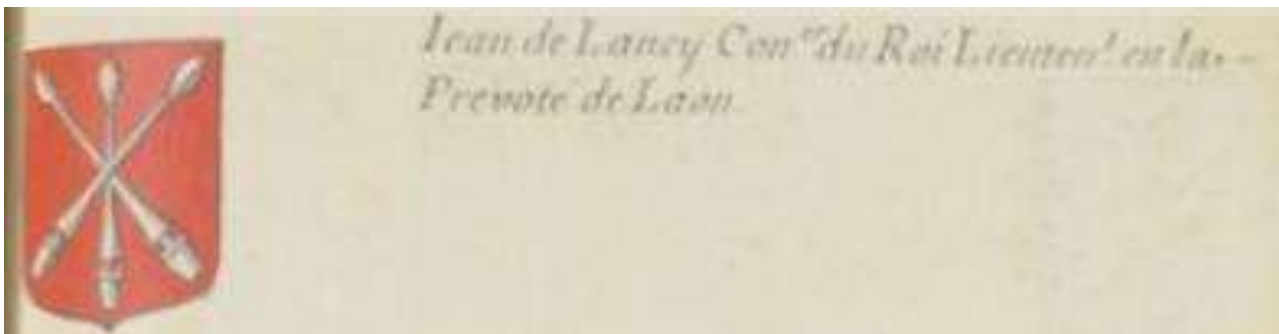 Iean de Lancy Con.er du Roi Lieuten.t en la
Prevoté de Laon